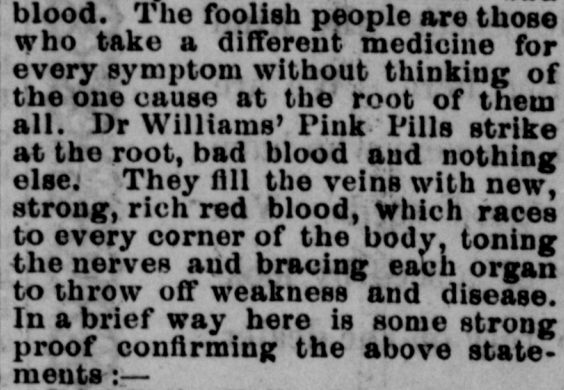 blood. The foolish people are those
who take a different medicine for
every symptom without thinking of
the one cause at the root of them
all. Dr Williams' Pink Pills strike
at the root, bad blood and nothing
else. They fill the veins with new,
strong, rich red blood, which races
to every corner of the body, toning
the nerves and bracing each organ
to throw off weakness and disease.
In a brief way here is some strong
proof confirming the above state-
ments :—